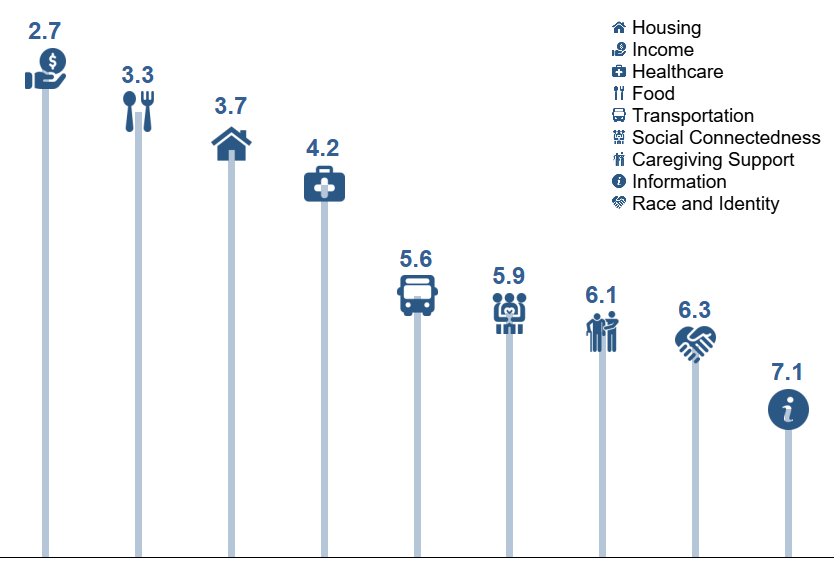 2.7
3.3
3.7
4.2
5.6
5.9
6.1
6.3
7.1
Housing
Income
Healthcare
Food
Transportation
Social Connectedness
Caregiving Support
Information
Race and Identity